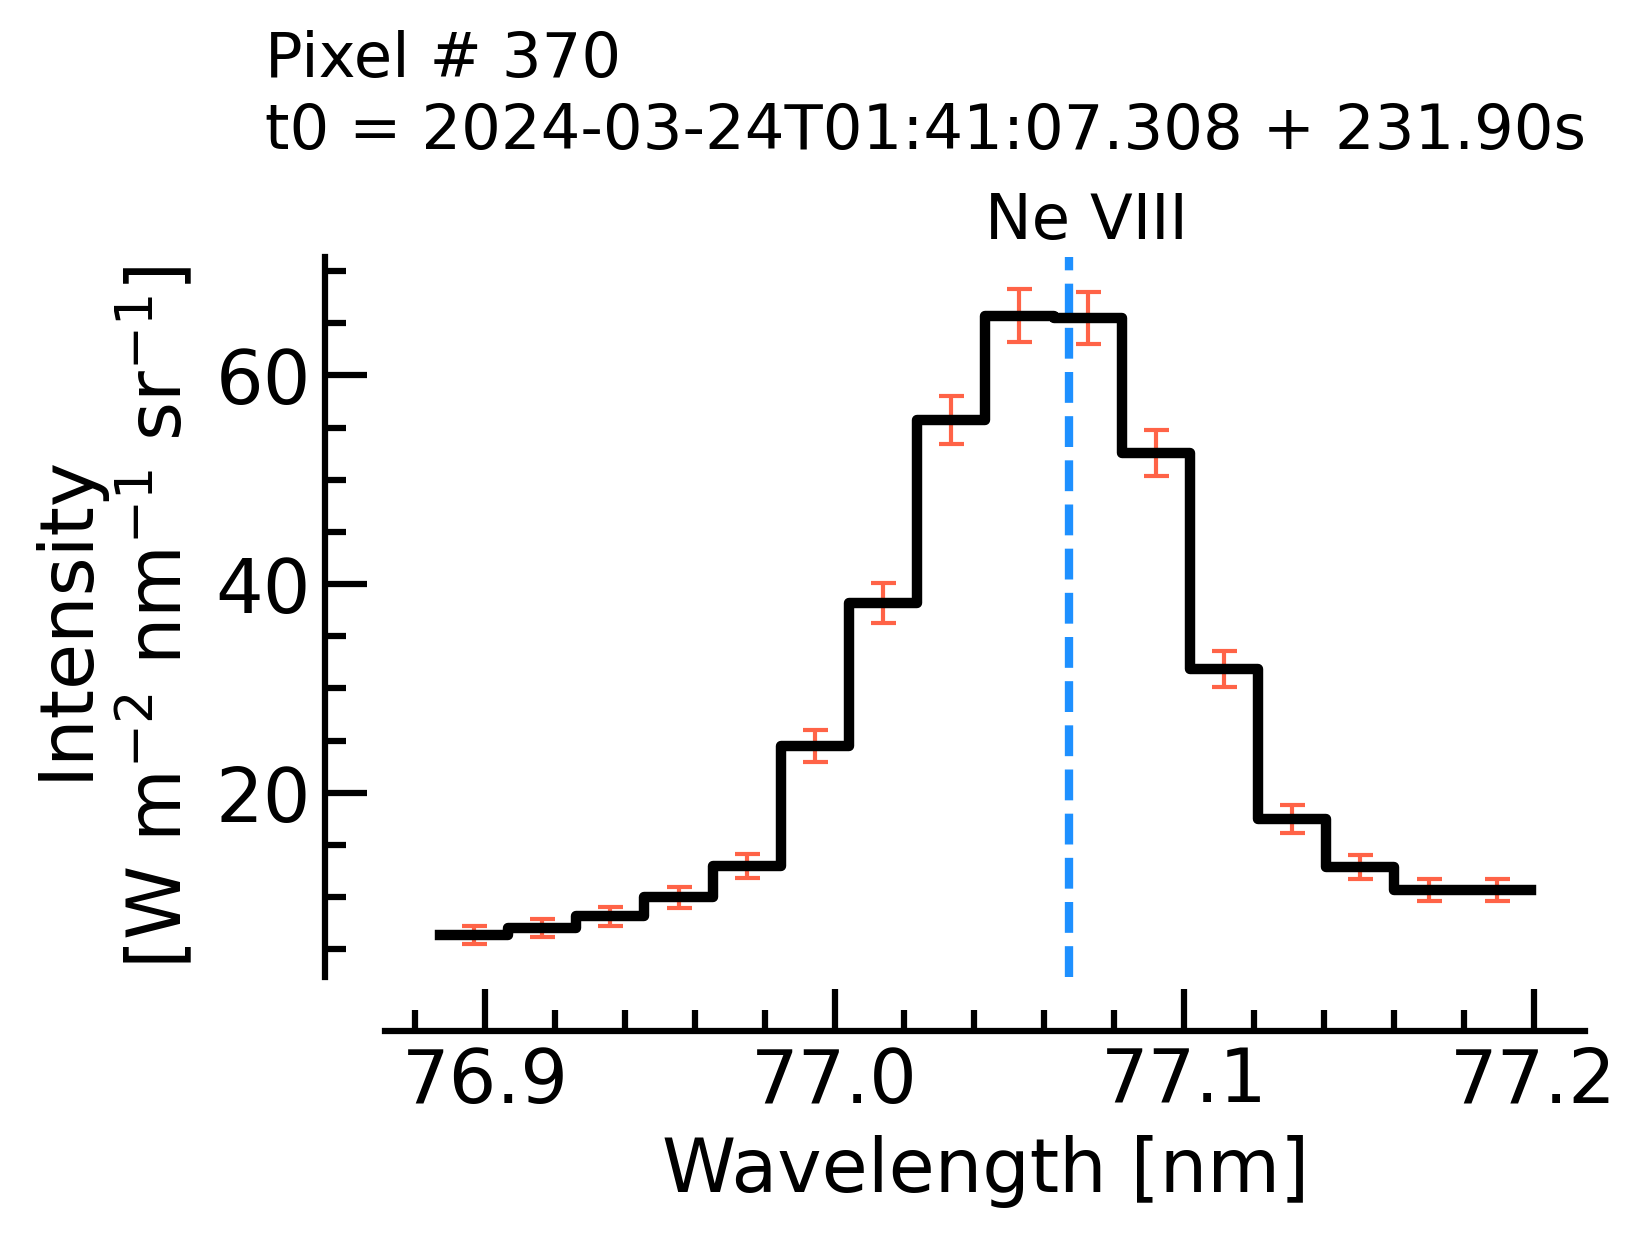 Pixel # 370
t0 = 2024-03-24T01:41:07.308 + 231.90s
Ne VIII
Intensity
[W m⁻² nm⁻¹ sr⁻¹]
60
40
20
76.9 77.0 77.1 77.2
Wavelength [nm]